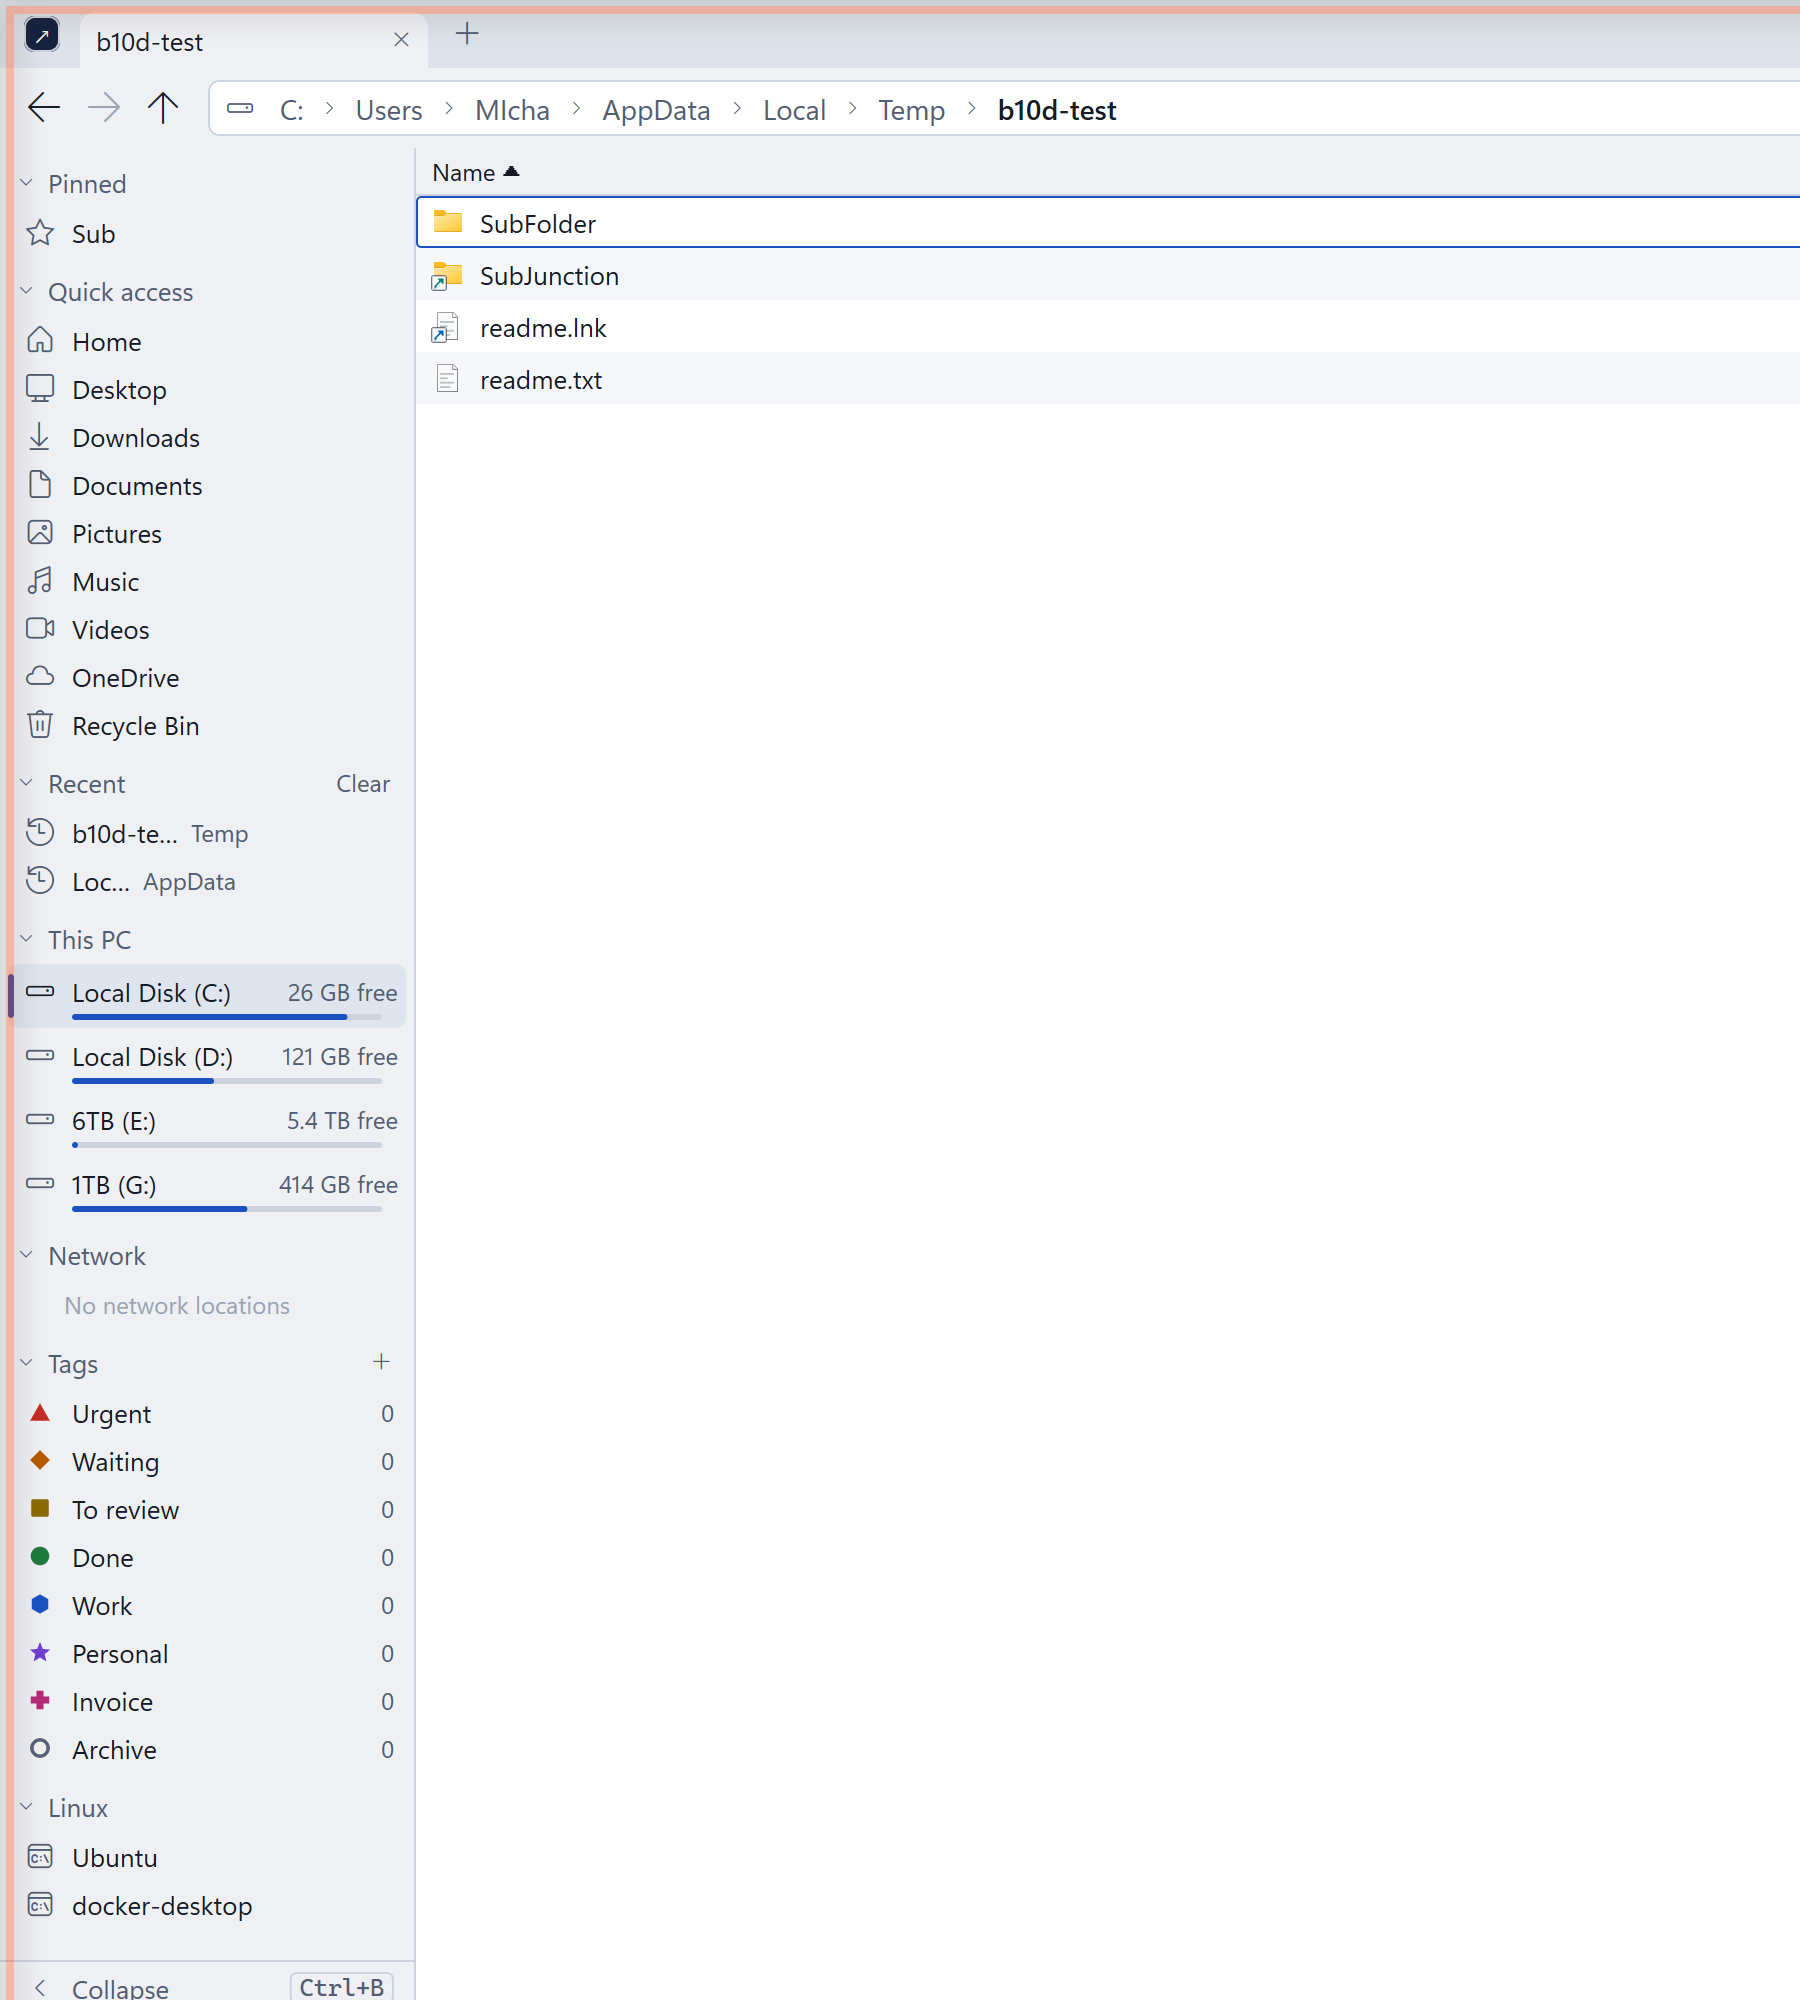 b10d-test
C: > Users > MIcha > AppData > Local > Temp > b10d-test
Pinned
Sub
Quick access
Home
Desktop
Downloads
Documents
Pictures
Music
Videos
OneDrive
Recycle Bin
Recent Clear
b10d-te... Temp
Loc... AppData
This PC
Local Disk (C:) 26 GB free
Local Disk (D:) 121 GB free
6TB (E:) 5.4 TB free
1TB (G:) 414 GB free
Network
No network locations
Tags +
Urgent 0
Waiting 0
To review 0
Done 0
Work 0
Personal 0
Invoice 0
Archive 0
Linux
Ubuntu
docker-desktop
Collapse Ctrl+B
Name
SubFolder
SubJunction
readme.lnk
readme.txt